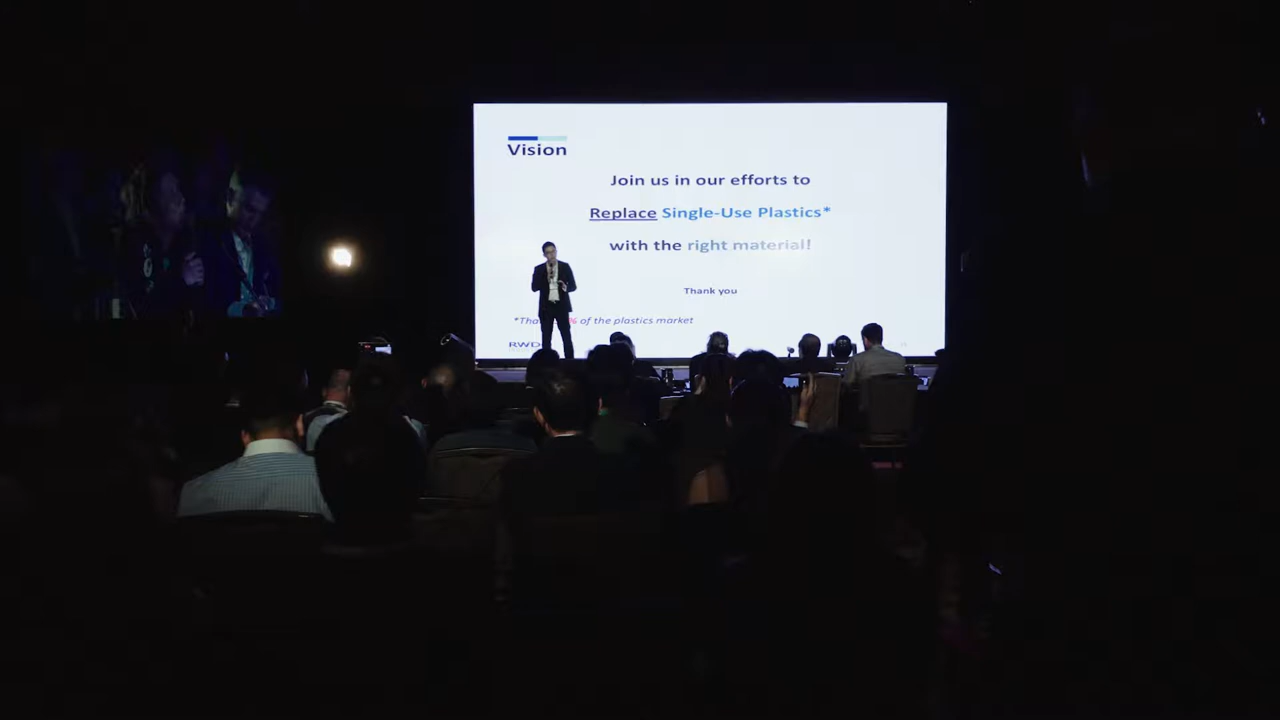 Vision
Join us in our efforts to
Replace Single-Use Plastics*
with the right material!
Thank you
% of the plastics market
RWD